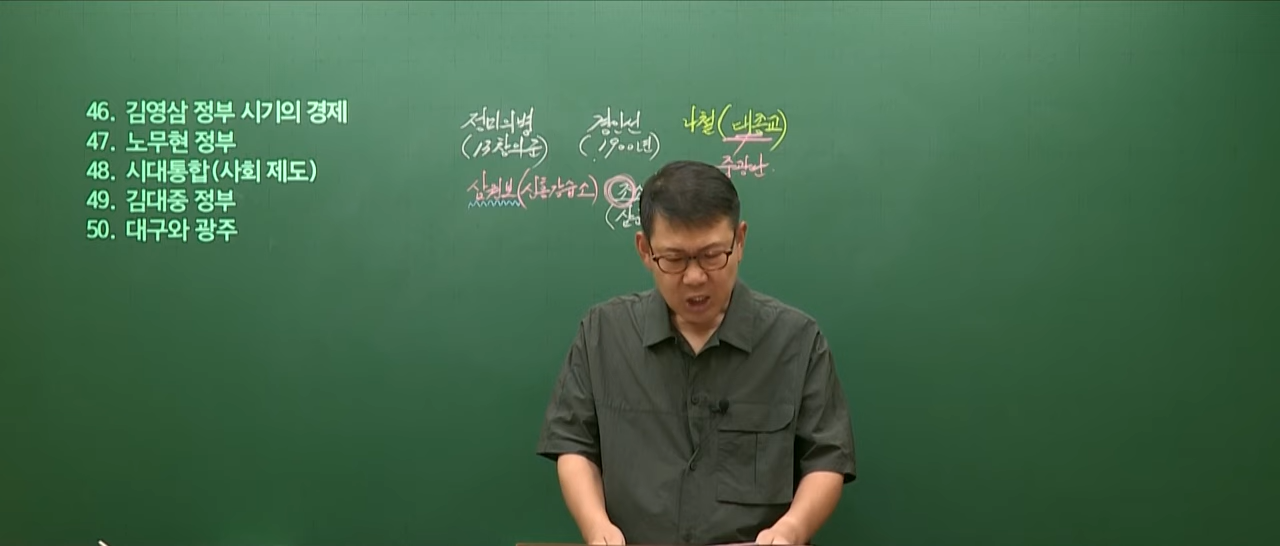 46. 김영삼 정부 시기의 경제
47. 노무현 정부
48. 시대통합(사회 제도)
49. 김대중 정부
50. 대구와 광주
정미의병 경인선 나철(대종교)
(13창의군) (1900년) 중광단
삼원보(신흥강습소)